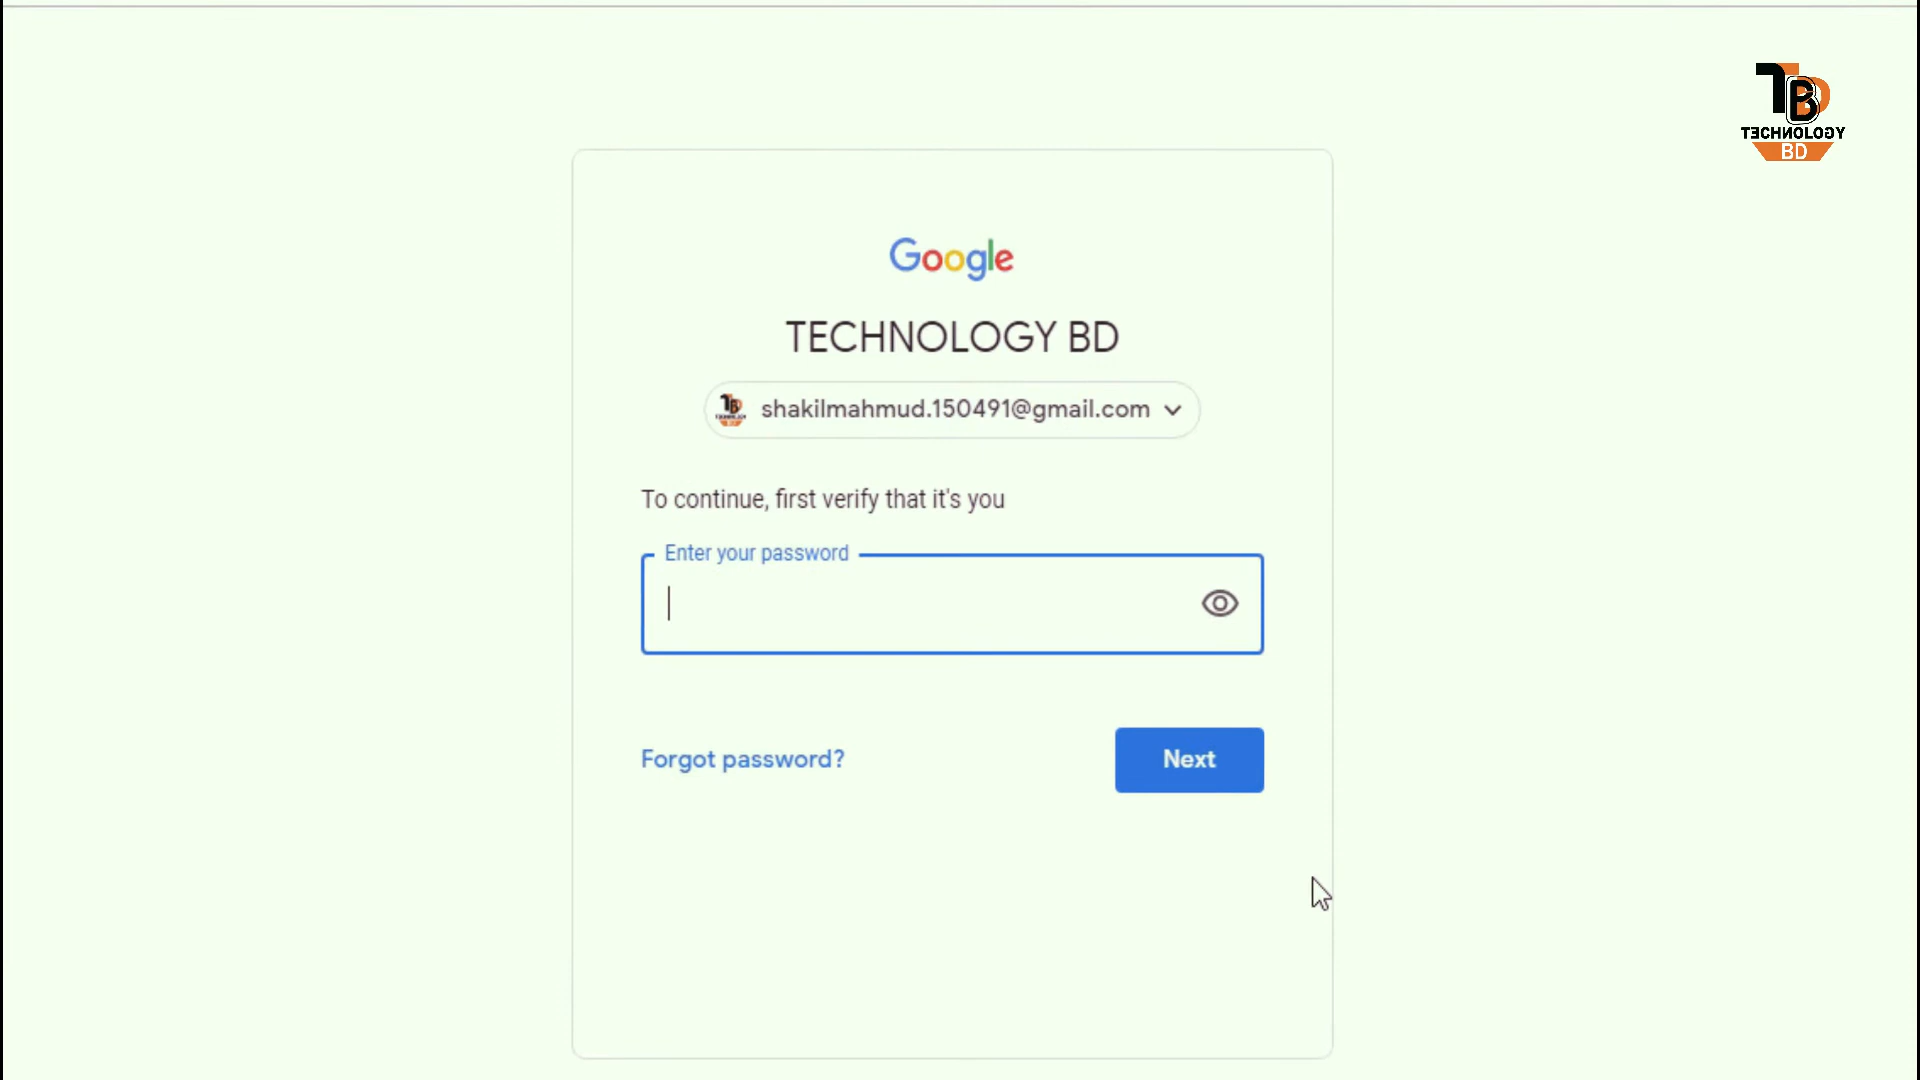 TB
TECHNOLOGY
BD
Google
TECHNOLOGY BD
shakilmahmud.150491@gmail.com
To continue, first verify that it's you
Enter your password
Forgot password?
Next